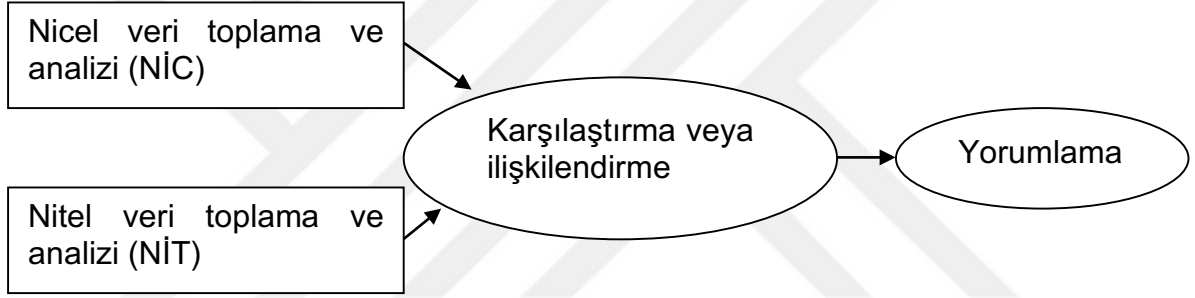 Nicel veri toplama ve
analizi (NİC)
Karşılaştırma veya
ilişkilendirme
Yorumlama
Nitel veri toplama ve
analizi (NİT)